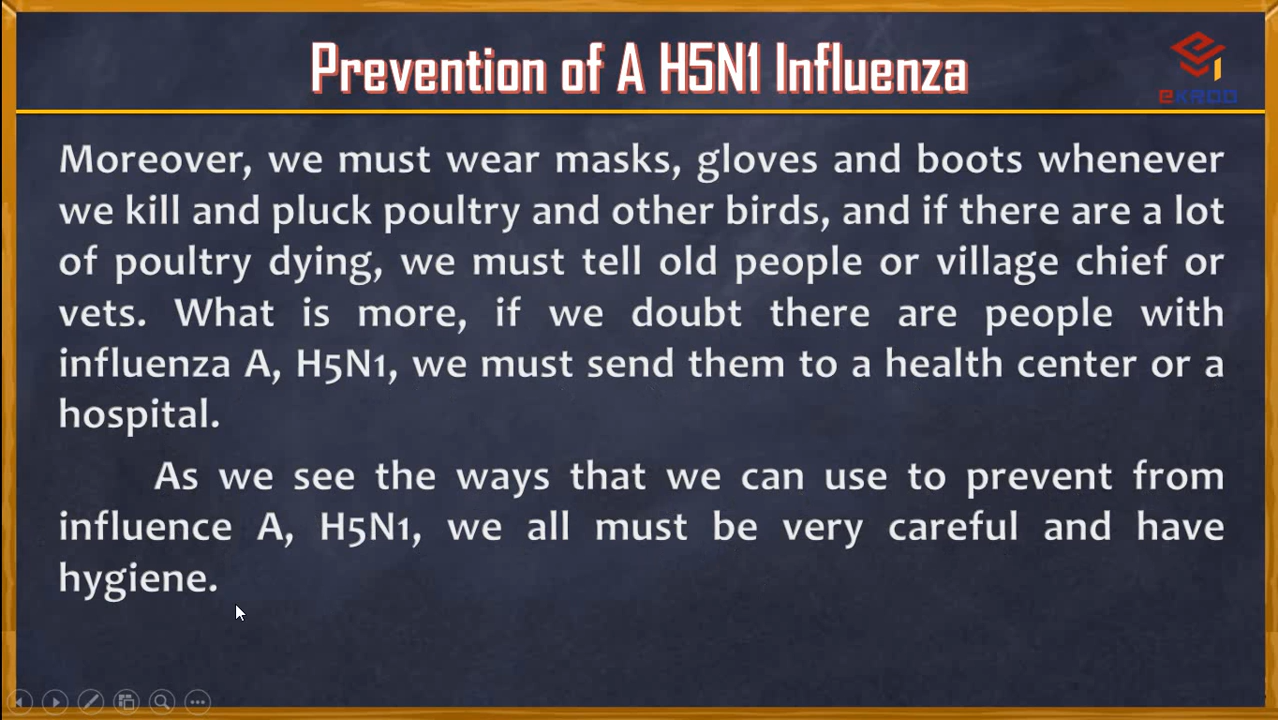 Prevention of A H5N1 Influenza
eKROO
Moreover, we must wear masks, gloves and boots whenever
we kill and pluck poultry and other birds, and if there are a lot
of poultry dying, we must tell old people or village chief or
vets. What is more, if we doubt there are people with
influenza A, H5N1, we must send them to a health center or a
hospital.
As we see the ways that we can use to prevent from
influence A, H5N1, we all must be very careful and have
hygiene.